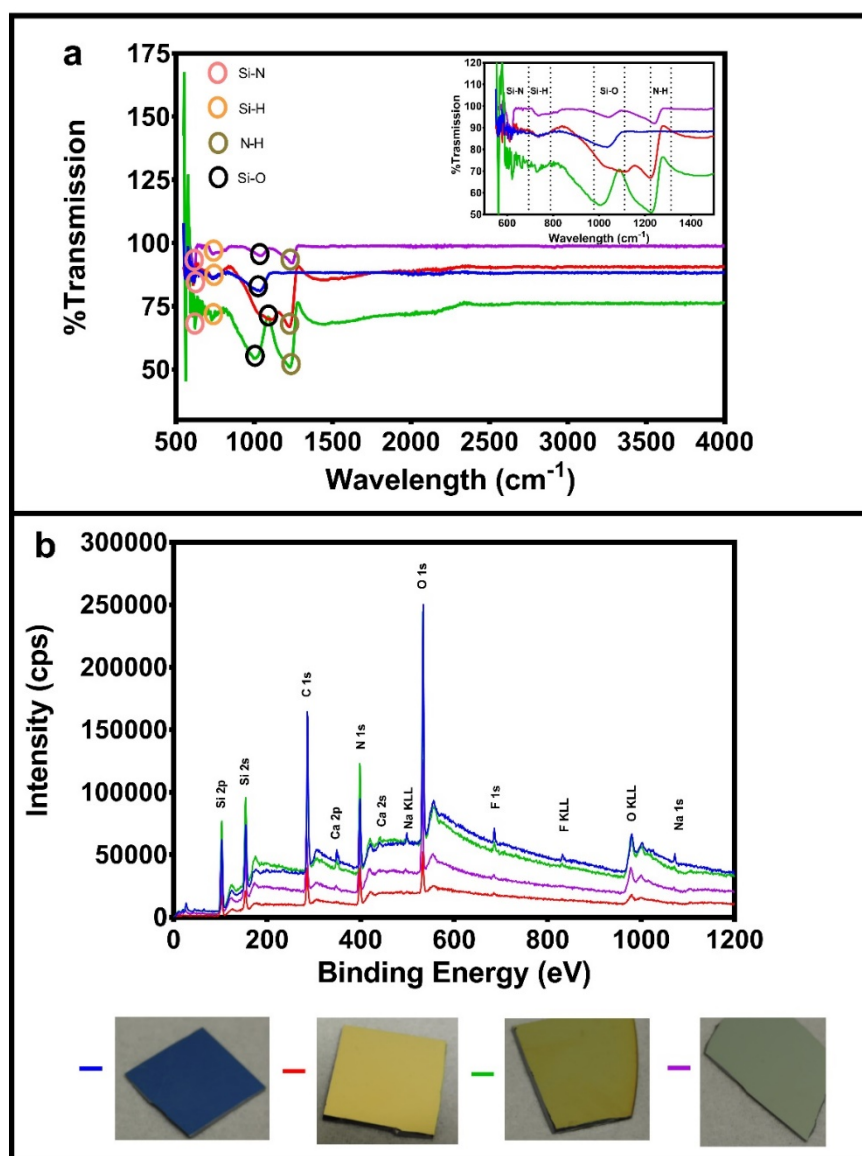 a
Si-N
Si-H
N-H
Si-O
%Transmission
175
150
125
100
75
50
500 1000 1500 2000 2500 3000 3500 4000
Wavelength (cm-1)
%Trasmission
120
110
100
90
80
70
60
50
Si-N Si-H Si-O N-H
600 800 1000 1200 1400
Wavelength (cm-1)
b
Intensity (cps)
300000
250000
200000
150000
100000
50000
0
Si 2p
Si 2s
C 1s
Ca 2p
N 1s
Ca 2s
Na KLL
O 1s
F 1s
F KLL
O KLL
Na 1s
0 200 400 600 800 1000 1200
Binding Energy (eV)